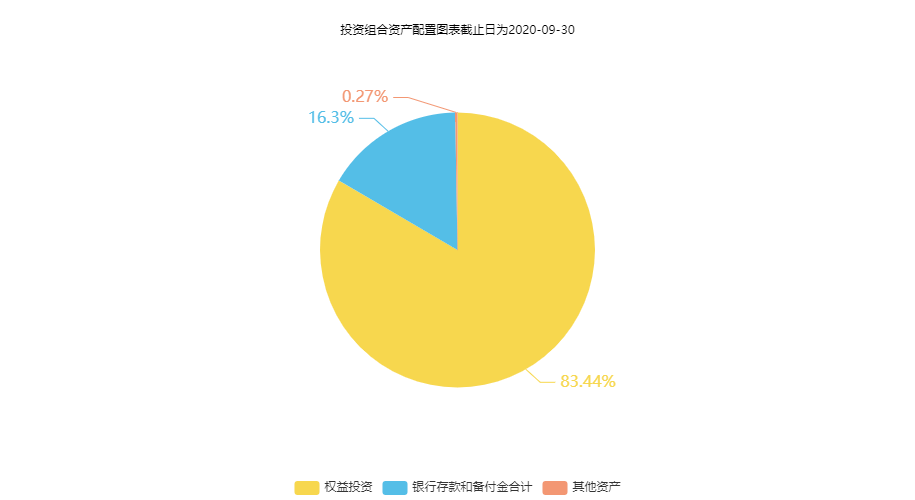 投资组合资产配置图表截止日为2020-09-30
0.27%
16.3%
83.44%
权益投资 银行存款和备付金合计 其他资产